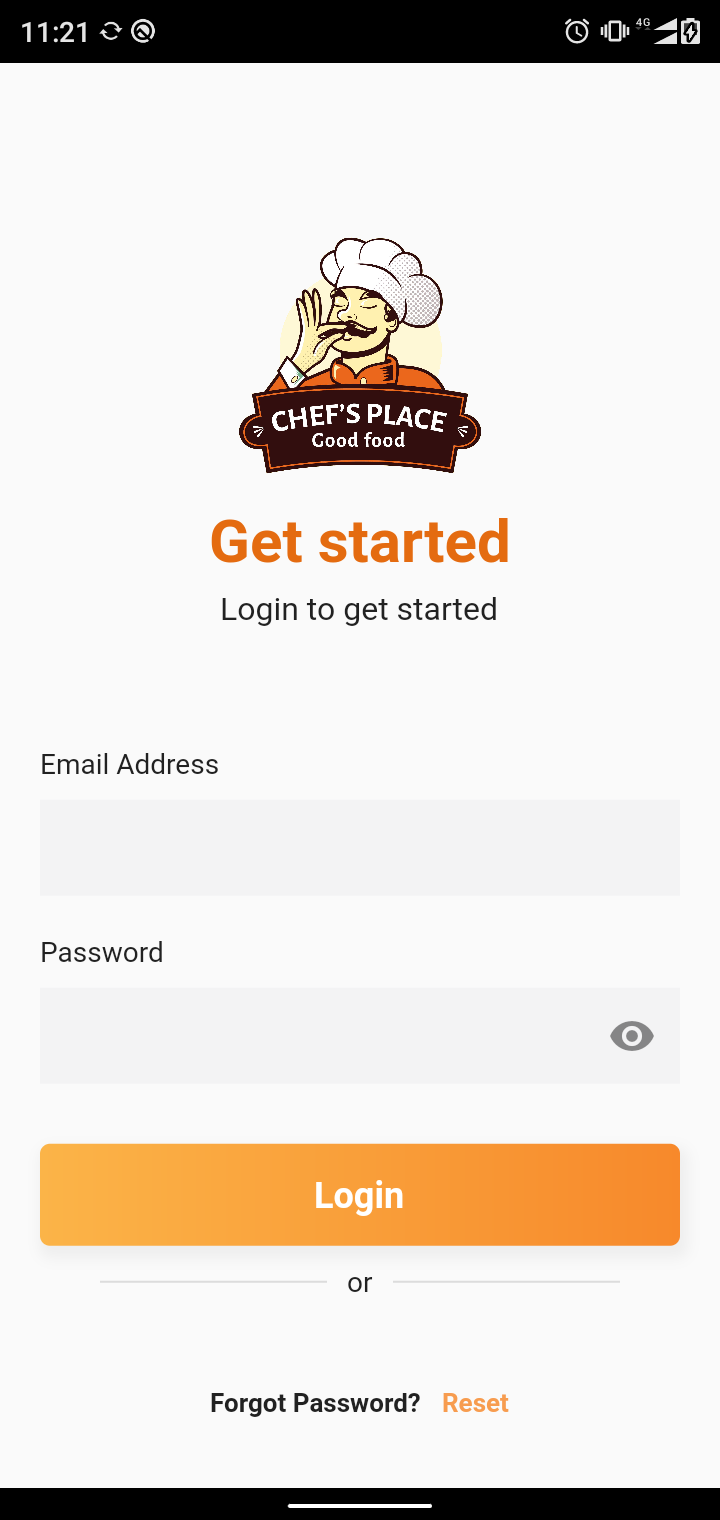 11:21
4G
CHEF'S PLACE
Good food
Get started
Login to get started
Email Address
Password
Login
or
Forgot Password? Reset